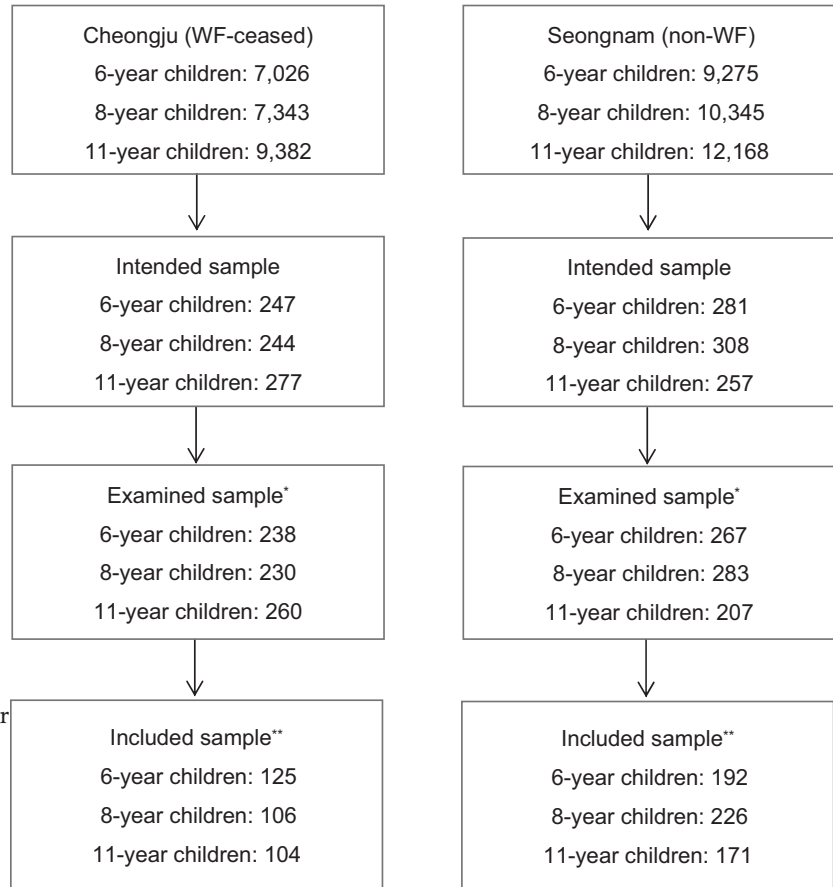 Cheongju (WF-ceased)
6-year children: 7,026
8-year children: 7,343
11-year children: 9,382
Seongnam (non-WF)
6-year children: 9,275
8-year children: 10,345
11-year children: 12,168
Intended sample
6-year children: 247
8-year children: 244
11-year children: 277
Intended sample
6-year children: 281
8-year children: 308
11-year children: 257
Examined sample*
6-year children: 238
8-year children: 230
11-year children: 260
Examined sample*
6-year children: 267
8-year children: 283
11-year children: 207
r
Included sample**
6-year children: 125
8-year children: 106
11-year children: 104
Included sample**
6-year children: 192
8-year children: 226
11-year children: 171